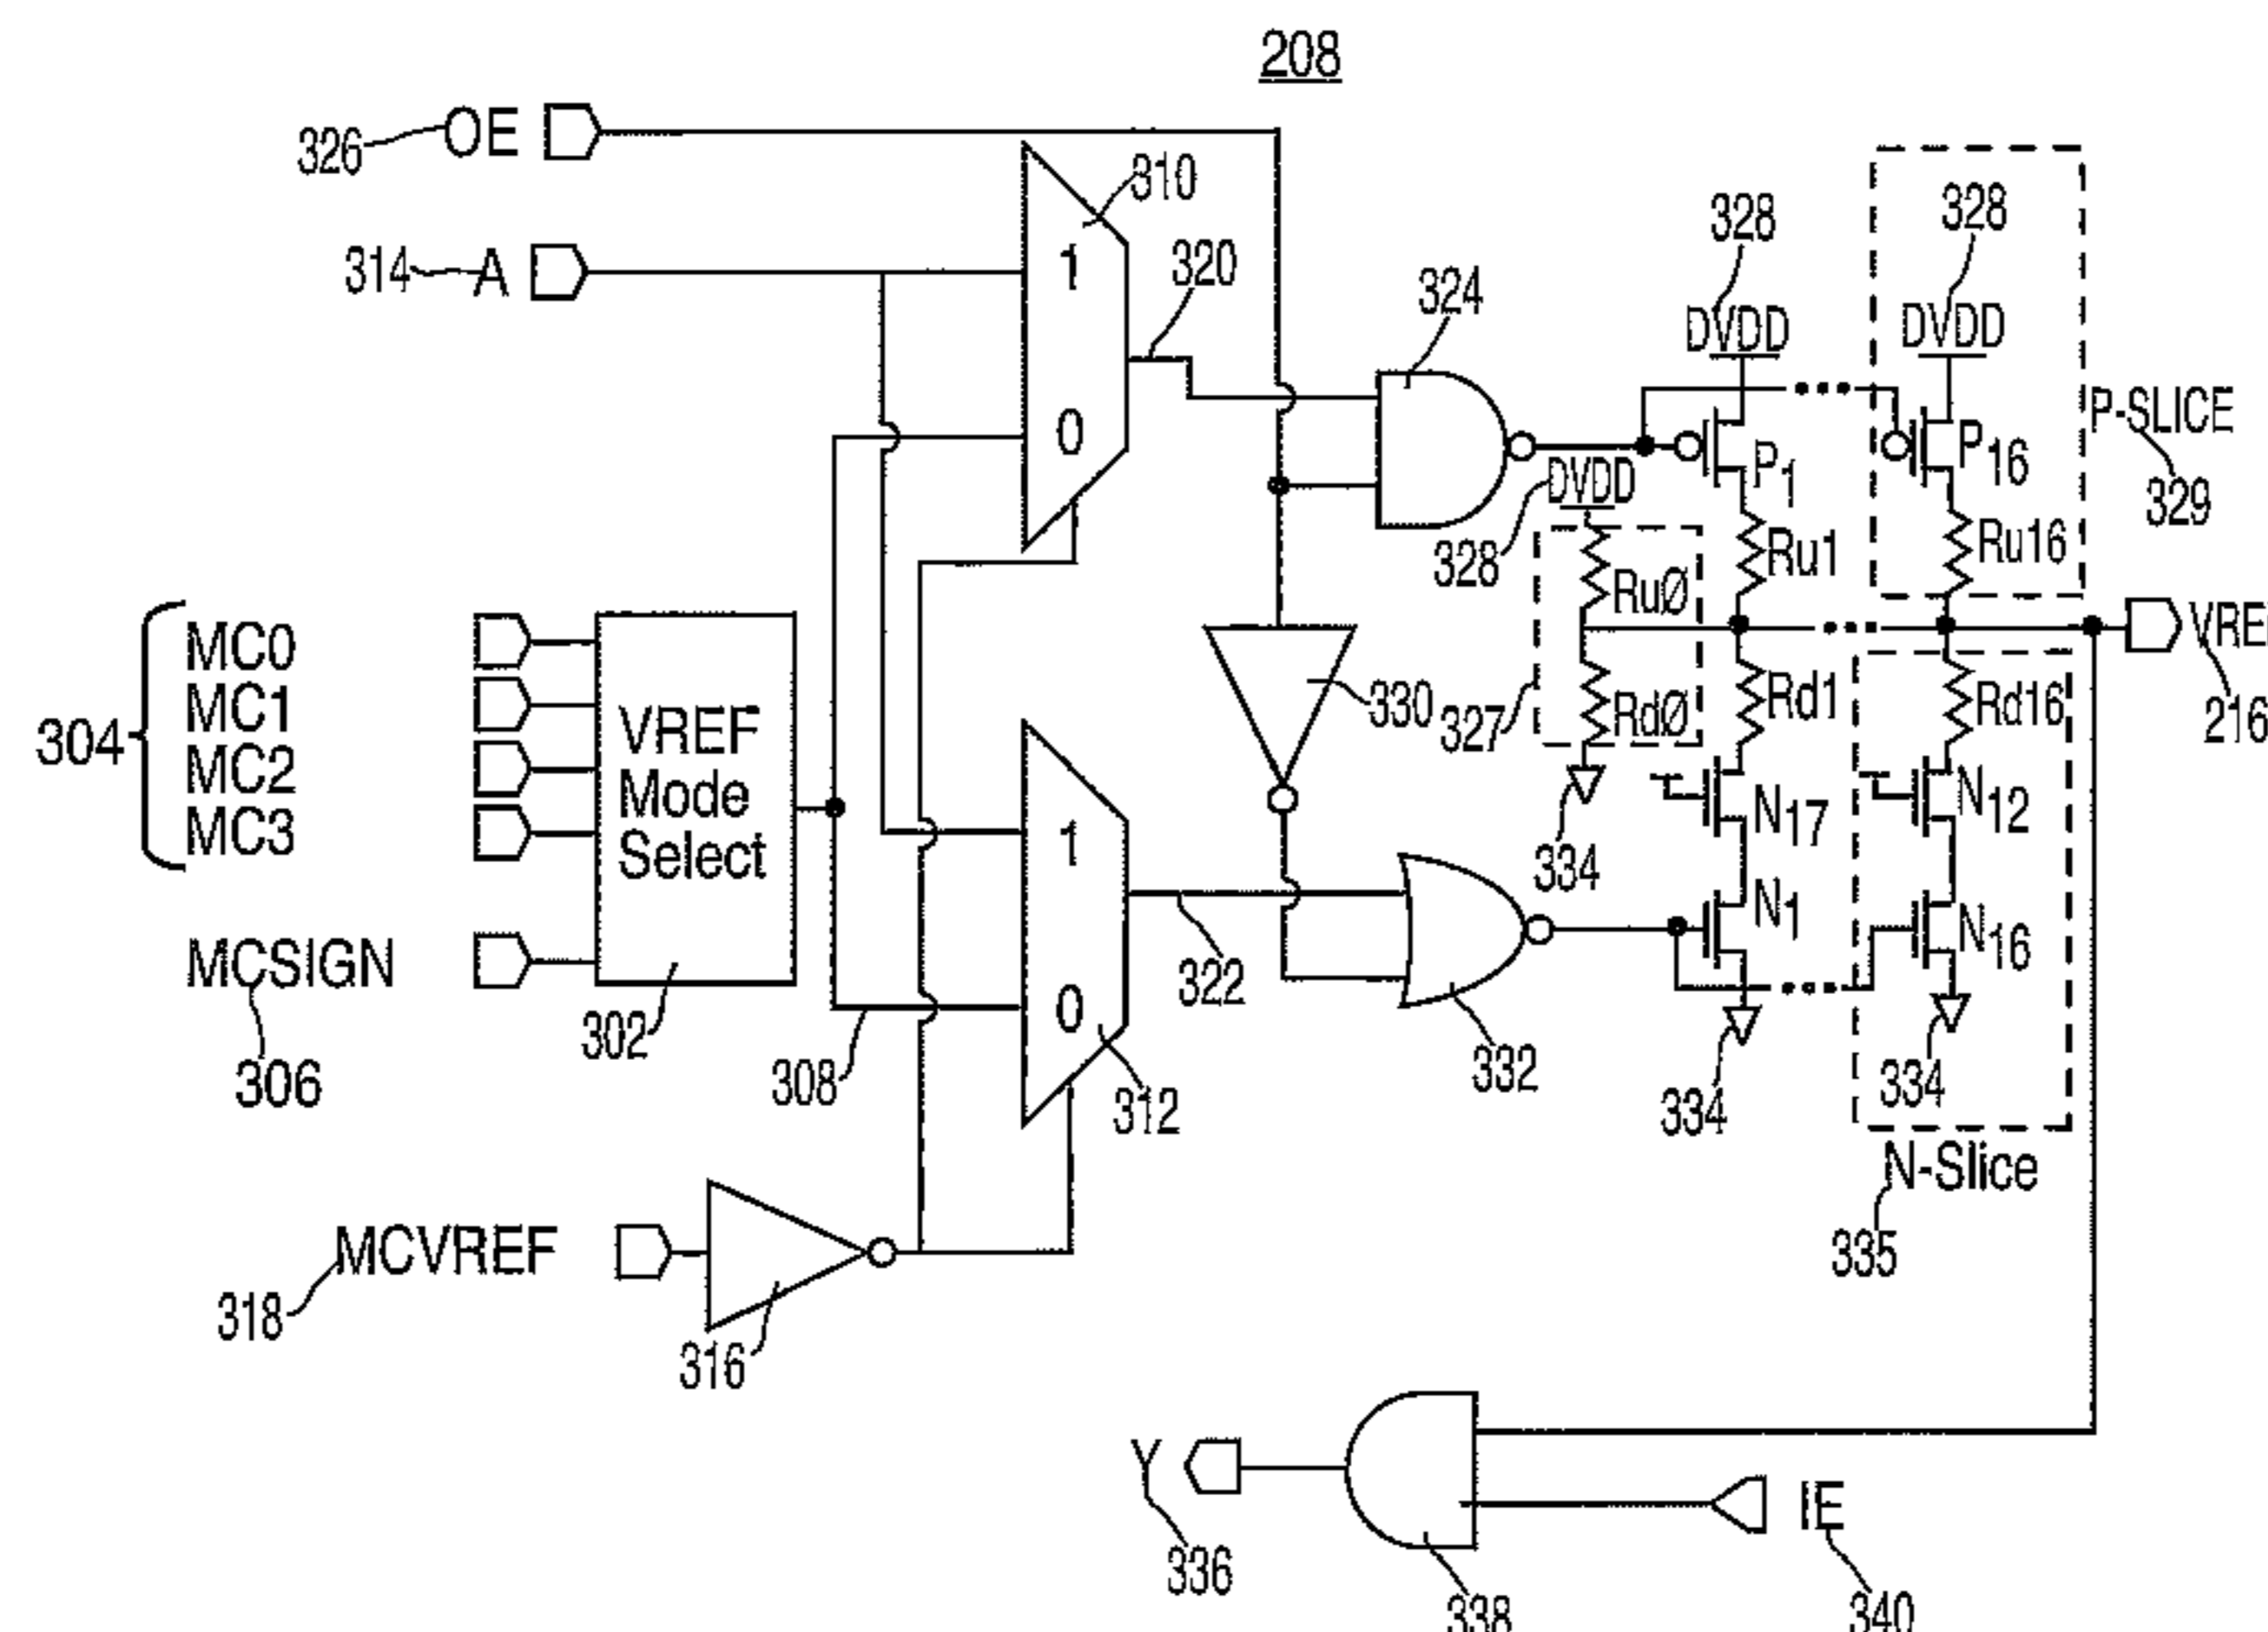 208
OE
326
310
A
314
1
320
0
324
328
DVDD
328
DVDD
P-SLICE
329
P1
P16
DVDD
328
Ru1
Ru16
RuØ
304
MC0
MC1
MC2
MC3
VREF
Mode
Select
330
327
RdØ
Rd1
Rd16
VRE
216
334
N17
N12
N1
N16
1
0
MCSIGN
306
302
308
312
322
332
334
334
N-Slice
335
MCVREF
318
316
Y
336
338
IE
340